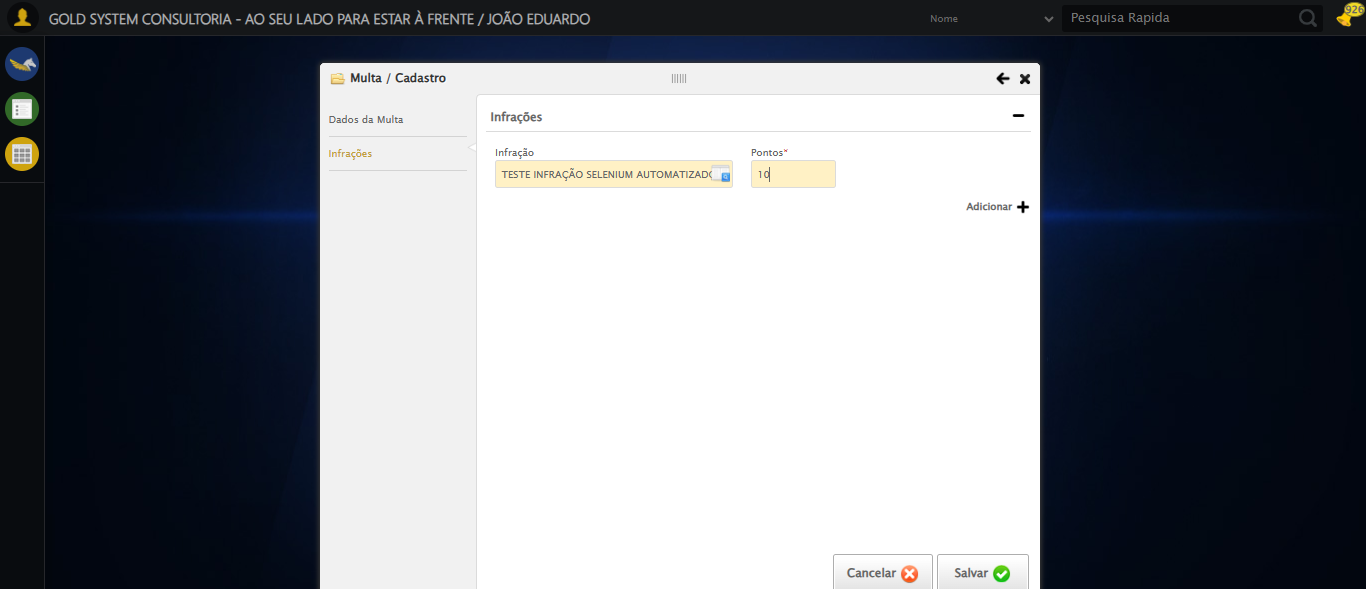 GOLD SYSTEM CONSULTORIA - AO SEU LADO PARA ESTAR À FRENTE / JOÃO EDUARDO
Nome
Pesquisa Rapida
926
Multa / Cadastro
Dados da Multa
Infrações
Infrações
Infração
Pontos*
TESTE INFRAÇÃO SELENIUM AUTOMATIZADO
10
Adicionar
Cancelar
Salvar